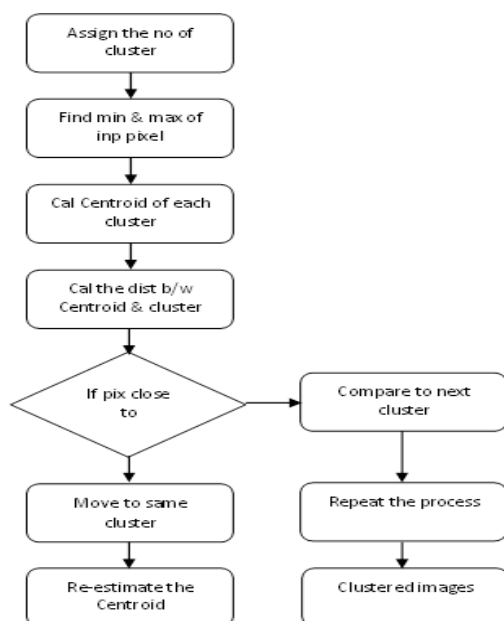 Assign the no of
cluster
Find min & max of
inp pixel
Cal Centroid of each
cluster
Cal the dist b/w
Centroid & cluster
If pix close
to
Compare to next
cluster
Move to same
cluster
Repeat the process
Re-estimate the
Centroid
Clustered images